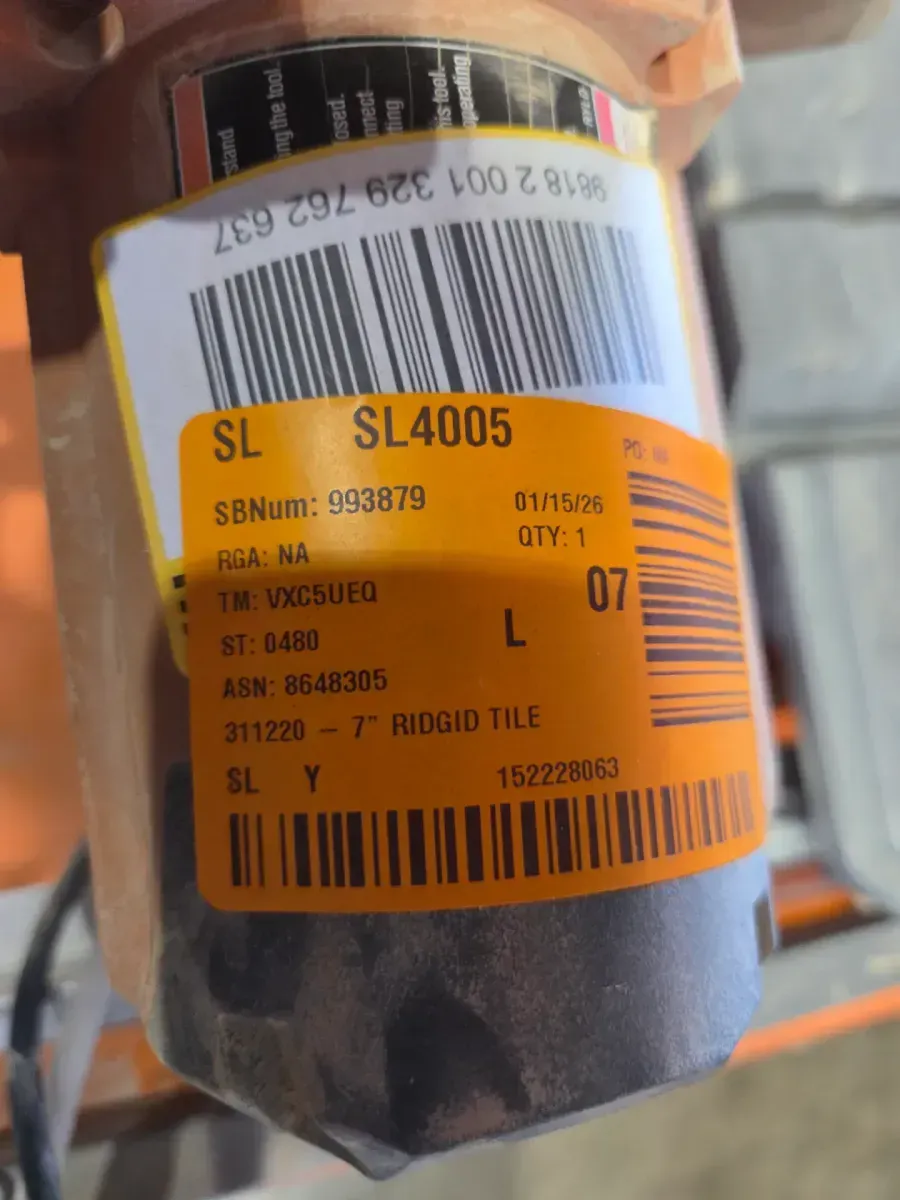 stand
ing the tool.
osed.
nnect
ting
his tool.
operating.
9818 2 001 329 762 637
SL SL4005
PO:
SBNum: 993879 01/15/26
RGA: NA QTY: 1
TM: VXC5UEQ 07
ST: 0480 L
ASN: 8648305
311220 – 7” RIDGID TILE
SL Y 152228063